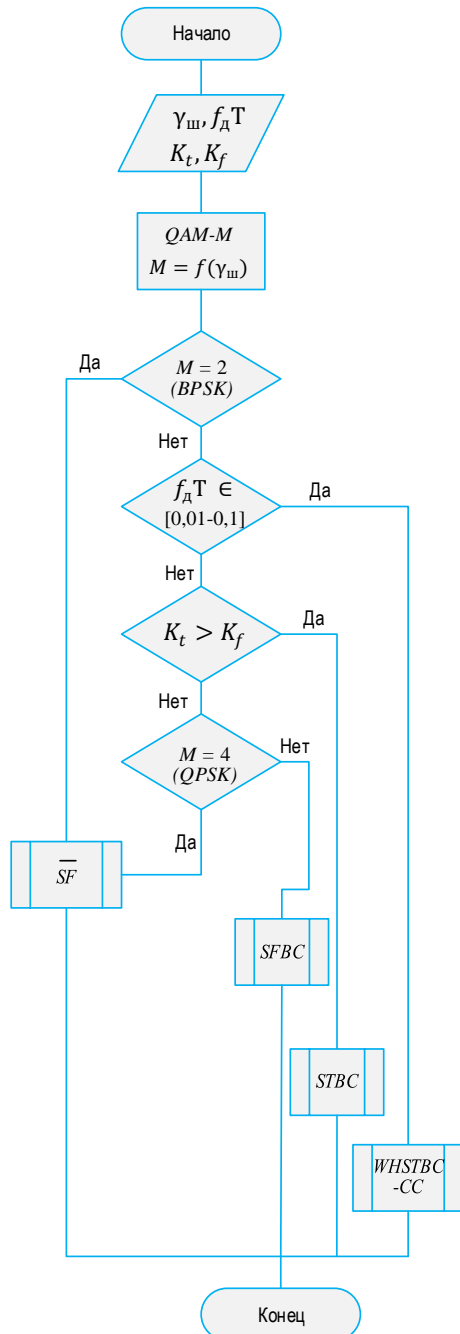 Начало
γш, fдT
Kt, Kf
QAM-M
M = f(γш)
Да
M = 2
(BPSK)
Нет
fдT ∈
[0,01-0,1]
Да
Нет
Kt > Kf
Да
Нет
M = 4
(QPSK)
Нет
Да
S̅F̅
SFBC
STBC
WHSTBC
-CC
Конец